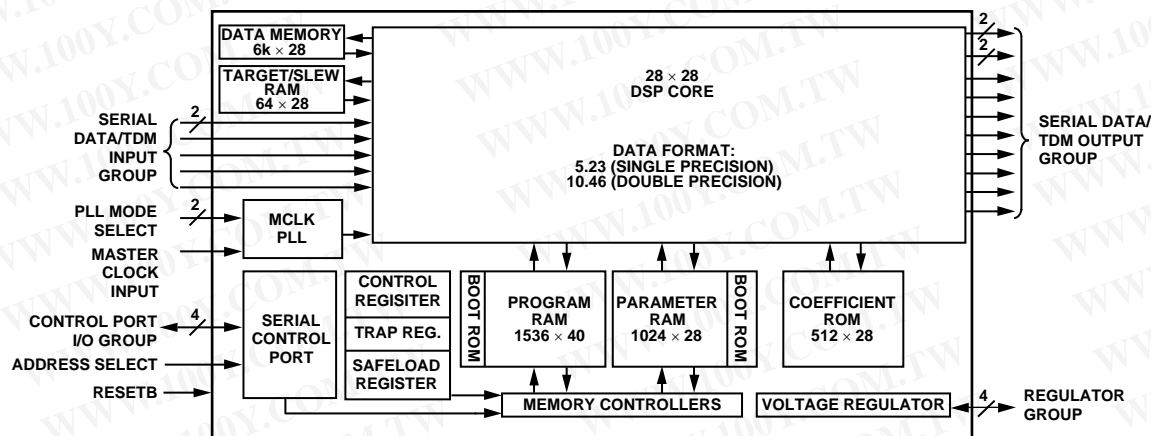 DATA MEMORY
6k × 28
TARGET/SLEW
RAM
64 × 28
28 × 28
DSP CORE
DATA FORMAT:
5.23 (SINGLE PRECISION)
10.46 (DOUBLE PRECISION)
2
2
SERIAL DATA/
TDM OUTPUT
GROUP
SERIAL
DATA/TDM
INPUT
GROUP
2
PLL MODE
SELECT
2
MASTER
CLOCK
INPUT
MCLK
PLL
CONTROL PORT
I/O GROUP
4
ADDRESS SELECT
RESETB
SERIAL
CONTROL
PORT
CONTROL
REGISITER
TRAP REG.
SAFELOAD
REGISTER
BOOT ROM
PROGRAM
RAM
1536 × 40
PARAMETER
RAM
1024 × 28
BOOT ROM
COEFFICIENT
ROM
512 × 28
MEMORY CONTROLLERS
VOLTAGE REGULATOR
4
REGULATOR
GROUP
WWW.100Y.COM.TW